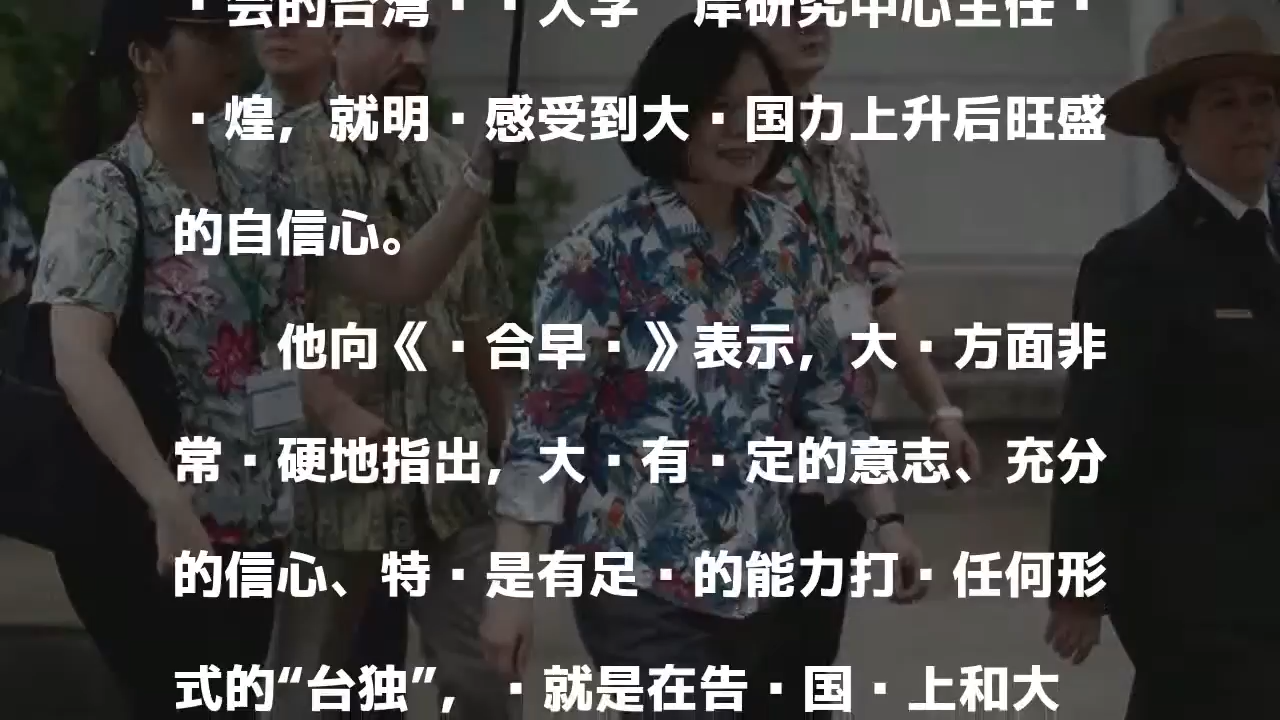 ・会的台灣・・大学 岸研究中心主任・
・煌，就明・感受到大・国力上升后旺盛
的自信心。
他向《・合早・》表示，大・方面非
常・硬地指出，大・有・定的意志、充分
的信心、特・是有足・的能力打・任何形
式的“台独”，・就是在告・国・上和大